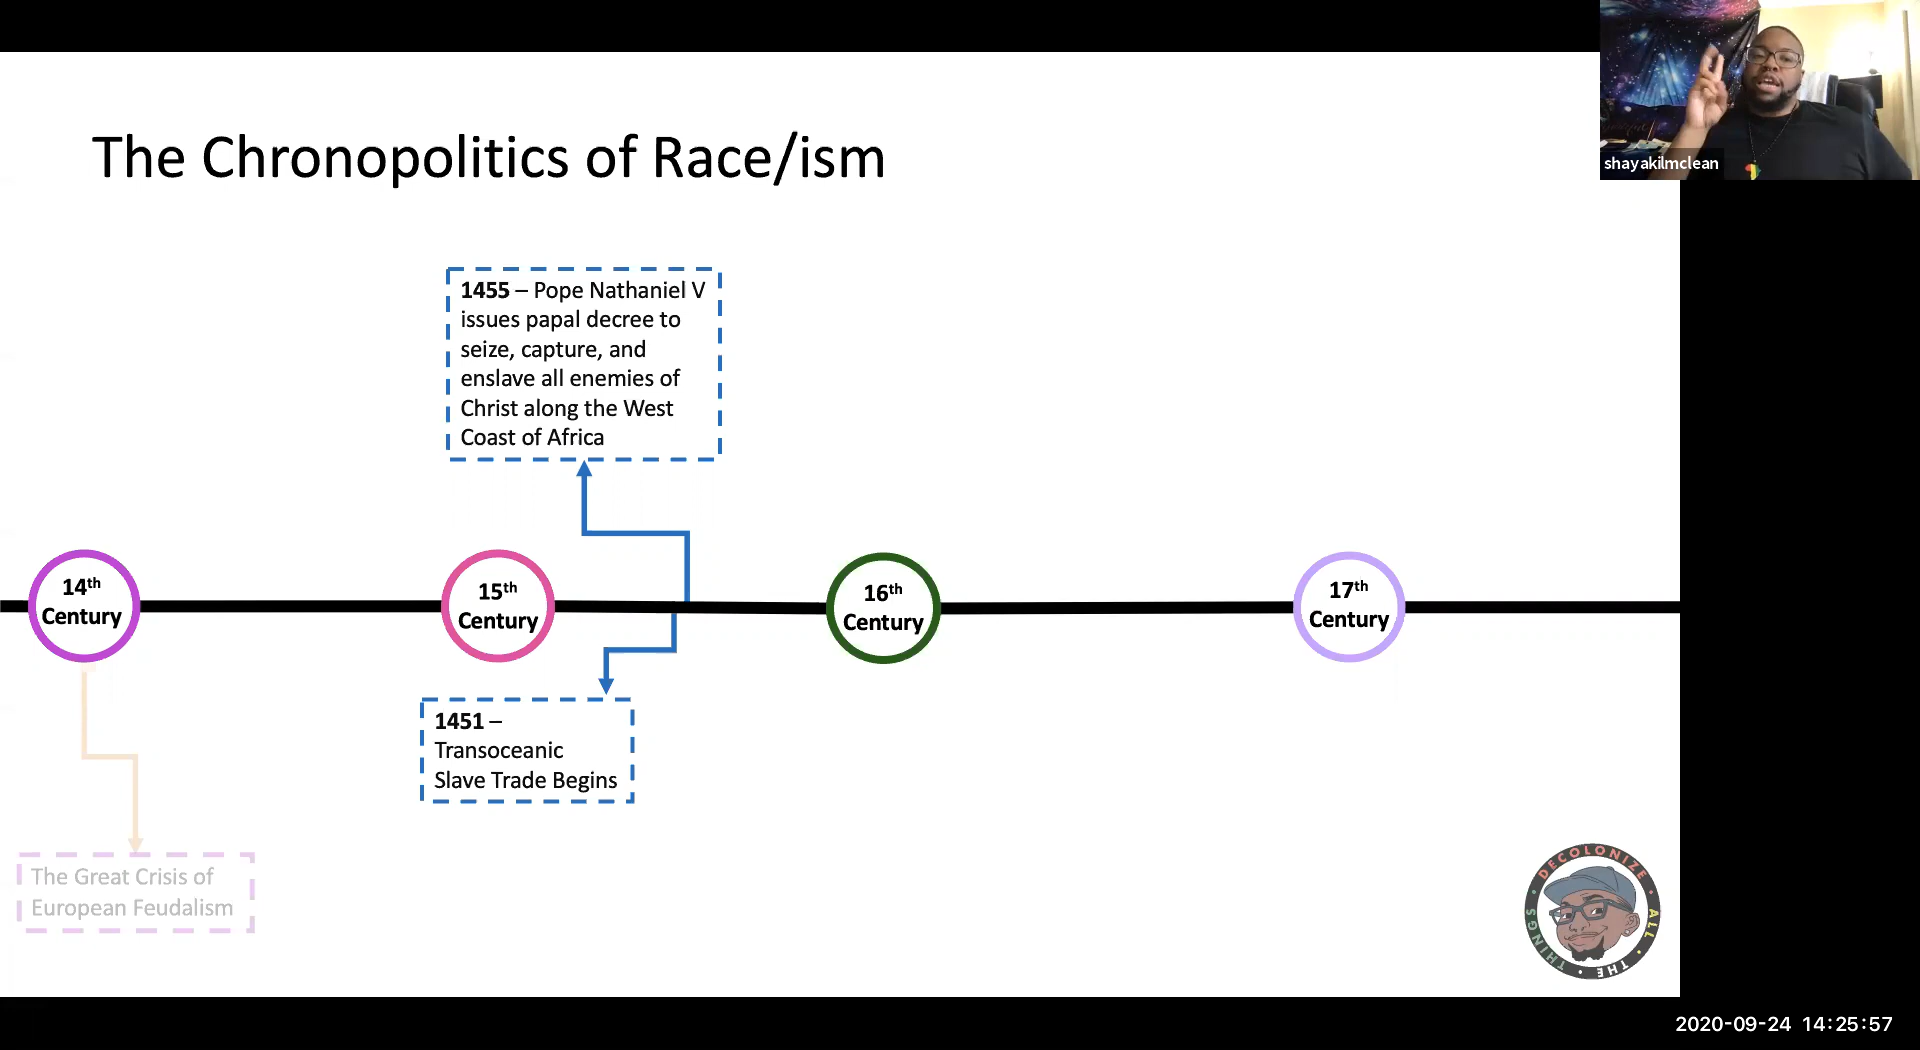 shayakilmclean
The Chronopolitics of Race/ism
1455 – Pope Nathaniel V
issues papal decree to
seize, capture, and
enslave all enemies of
Christ along the West
Coast of Africa
14th
Century
15th
Century
16th
Century
17th
Century
1451 –
Transoceanic
Slave Trade Begins
The Great Crisis of
European Feudalism
DECOLONIZE • ALL • THE • THINGS •
2020-09-24 14:25:57